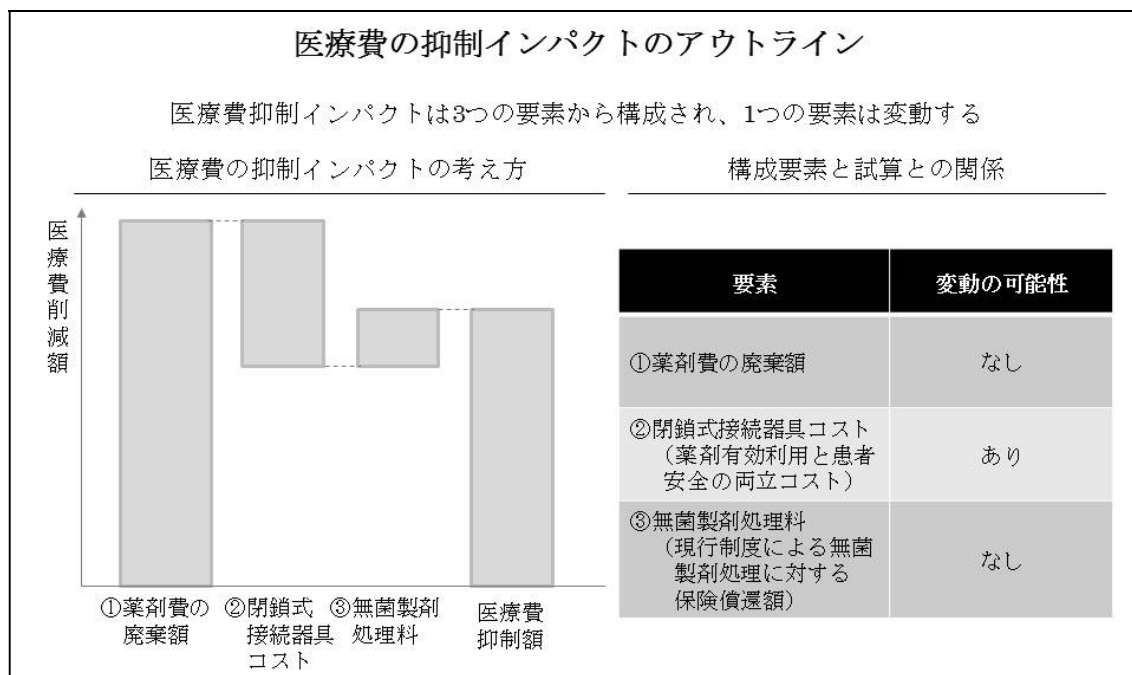 医療費の抑制インパクトのアウトライン
医療費抑制インパクトは3つの要素から構成され、1つの要素は変動する
医療費の抑制インパクトの考え方
医療費削減額
①薬剤費の
廃棄額
②閉鎖式
接続器具
コスト
③無菌製剤
処理料
医療費
抑制額
構成要素と試算との関係
要素
変動の可能性
①薬剤費の廃棄額
なし
②閉鎖式接続器具コスト
（薬剤有効利用と患者
安全の両立コスト）
あり
③無菌製剤処理料
（現行制度による無菌
製剤処理に対する
保険償還額）
なし